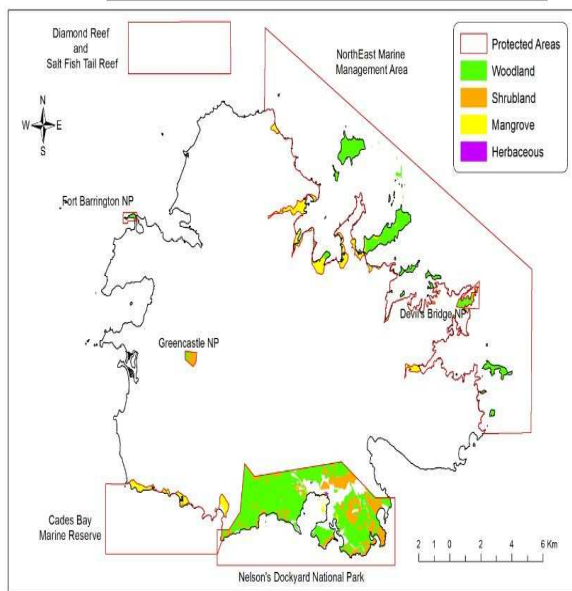 Diamond Reef
and
Salt Fish Tail Reef
NorthEast Marine
Management Area
Protected Areas
Woodland
Shrubland
Mangrove
Herbaceous
N
W E
S
Fort Barrington NP
Devil's Bridge NP
Greencastle NP
Cades Bay
Marine Reserve
Nelson's Dockyard National Park
2 1 0 2 4 6 Km